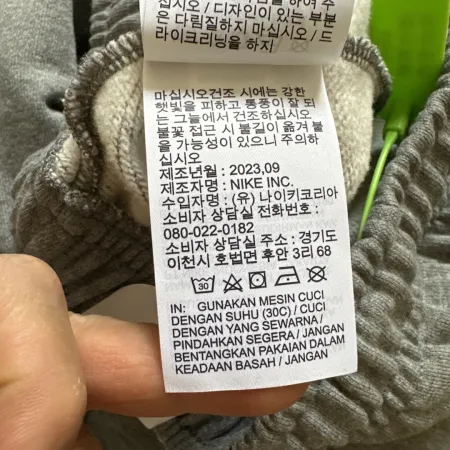 십시오 / 디자인이 있는 부분
은 다림질하지 마십시오 / 드
라이크리닝을 하지
마십시오건조 시에는 강한
햇빛을 피하고 통풍이 잘 되
는 그늘에서 건조하십시오
불꽃 접근 시 불길이 옮겨 붙
을 가능성이 있으니 주의하
십시오
제조년월 : 2023,09
제조자명 : NIKE INC.
수입자명 : (유) 나이키코리아
소비자 상담실 전화번호 :
080-022-0182
소비자 상담실 주소 : 경기도
이천시 호법면 후안 3리 68
30
IN: GUNAKAN MESIN CUCI
DENGAN SUHU (30C) / CUCI
DENGAN YANG SEWARNA /
PINDAHKAN SEGERA / JANGAN
BENTANGKAN PAKAIAN DALAM
KEADAAN BASAH / JANGAN